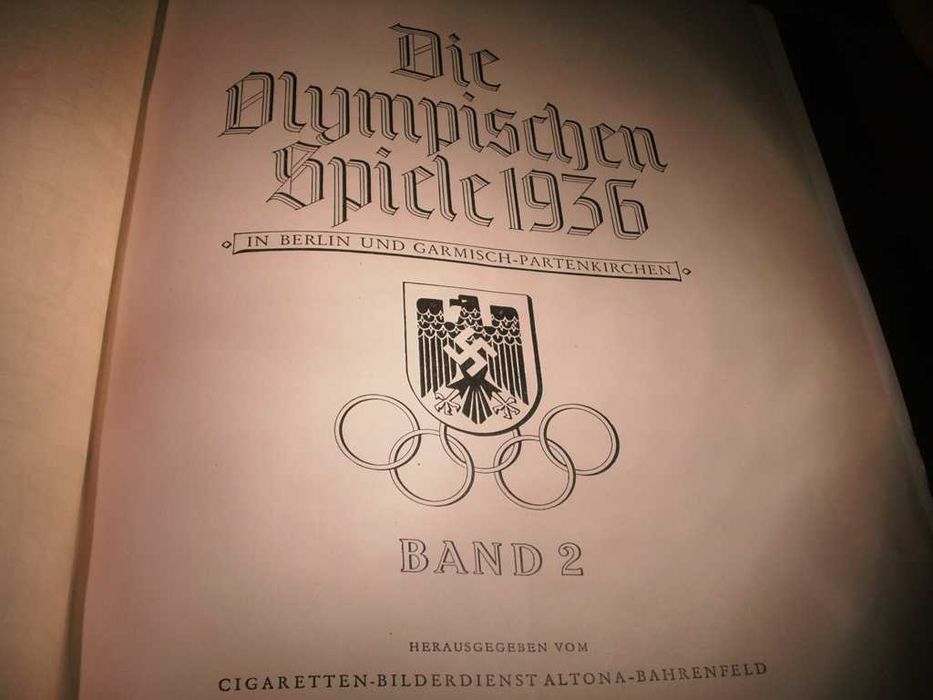 Die
Olympischen
Spiele 1936
IN BERLIN UND GARMISCH-PARTENKIRCHEN
BAND 2
HERAUSGEGEBEN VOM
CIGARETTEN-BILDERDIENST ALTONA-BAHRENFELD